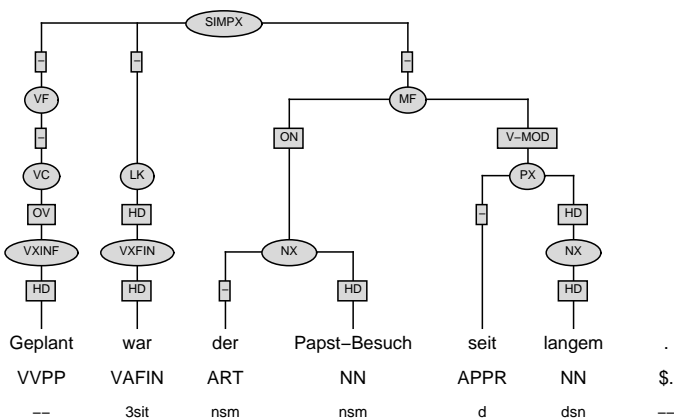 SIMPX
– – –
VF MF
– ON V–MOD
VC LK PX
OV HD – HD
VXINF VXFIN NX NX
HD HD – HD HD
Geplant war der Papst–Besuch seit langem .
VVPP VAFIN ART NN APPR NN $.
–– 3sit nsm nsm d dsn ––